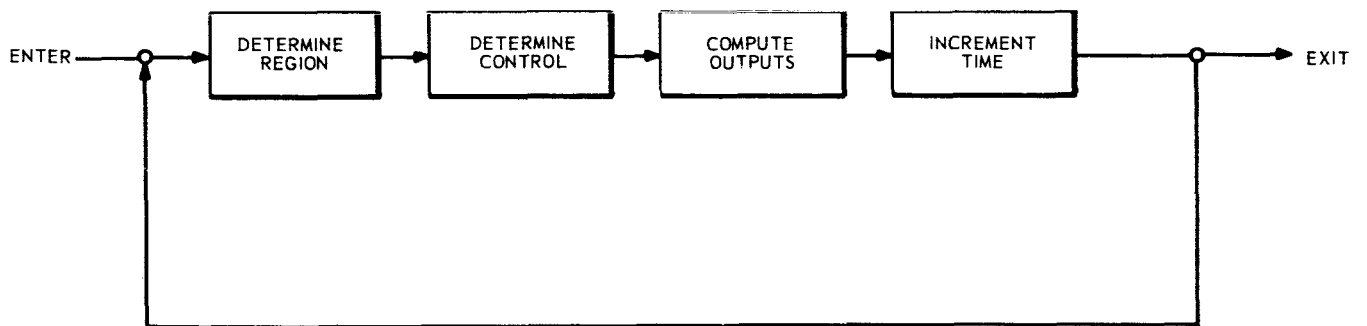 ENTER
DETERMINE
REGION
DETERMINE
CONTROL
COMPUTE
OUTPUTS
INCREMENT
TIME
EXIT